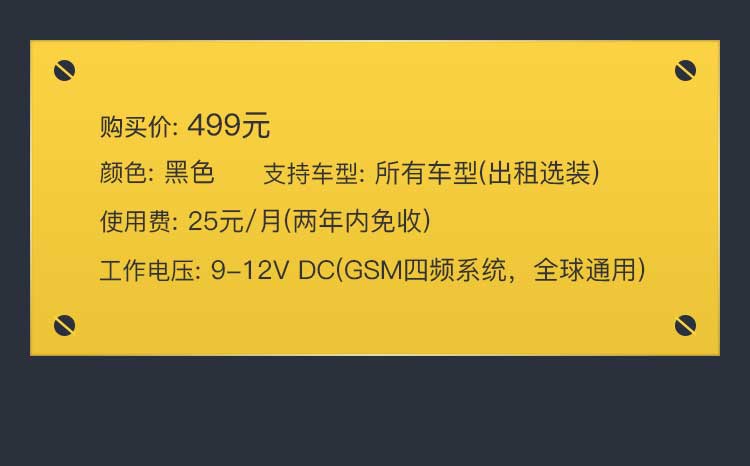 购买价: 499元
颜色: 黑色 支持车型: 所有车型(出租选装)
使用费: 25元/月(两年内免收)
工作电压: 9-12V DC(GSM四频系统，全球通用)